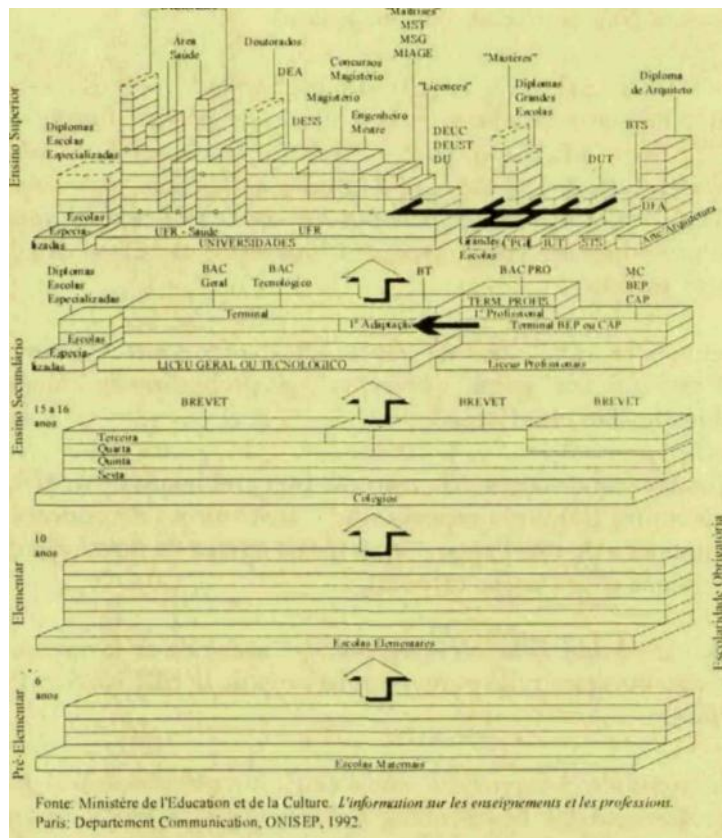 "Maîtrises"
MST
MSG
MIAGE
Área
Saúde
Doutorados
DEA
DESS
Concursos
Magistério
Magistério
Engenheiro
Mestre
"Licences"
DEUG
DEUST
DU
"Mastères"
Diplomas
Grandes
Escolas
DUT
BTS
Diploma
de Arquiteto
Ensino Superior
Diplomas
Escolas
Especializadas
Escolas
Especia-
lizadas
UFR - Saúde
UFR
UNIVERSIDADES
Grandes
Escolas
CPGE
IUT
STS
Arte Arquitetura
Diplomas
Escolas
Especializadas
BAC
Geral
BAC
Tecnológico
BT
BAC PRO
MC
BEP
CAP
TERM. PROFIS.
1ª Profissional
Terminal
1ª Adaptação
Terminal BEP ou CAP
Escolas
Especia-
lizadas
LICEU GERAL OU TECNOLÓGICO
Liceus Profissionais
Ensino Secundário
15 a 16
anos
BREVET
BREVET
BREVET
Terceira
Quarta
Quinta
Sexta
Colégios
10
anos
Elementar
Escolas Elementares
Escolaridade Obrigatória
6
anos
Pré-Elementar
Escolas Maternais
Fonte: Ministère de l'Education et de la Culture. L'information sur les enseignements et les professions.
Paris: Departement Communication, ONISEP, 1992.